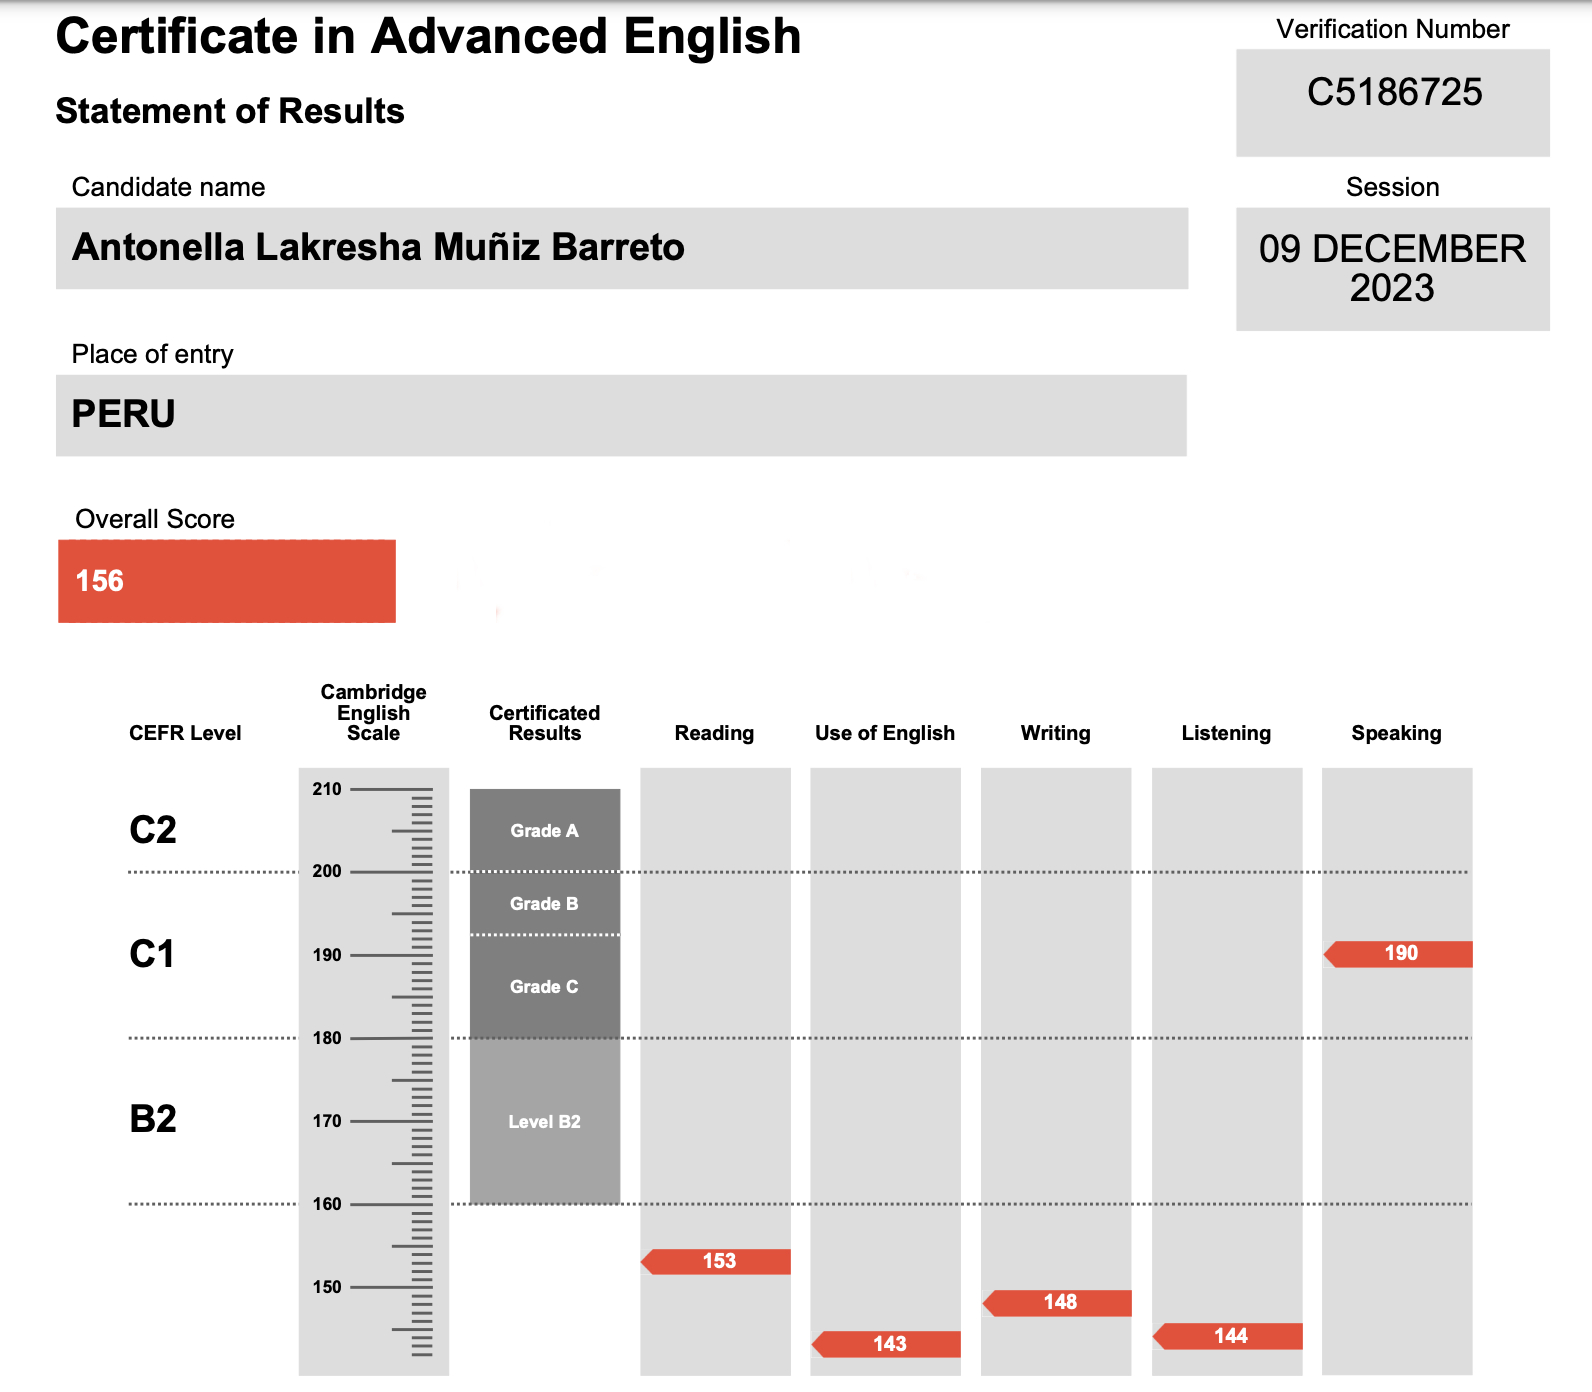 Certificate in Advanced English
Statement of Results
Verification Number
C5186725
Candidate name
Antonella Lakresha Muñiz Barreto
Session
09 DECEMBER
2023
Place of entry
PERU
Overall Score
156
CEFR Level
Cambridge
English
Scale
Certificated
Results
Reading
Use of English
Writing
Listening
Speaking
210
C2
Grade A
200
Grade B
C1
190
190
Grade C
180
B2
170
Level B2
160
153
150
148
143
144